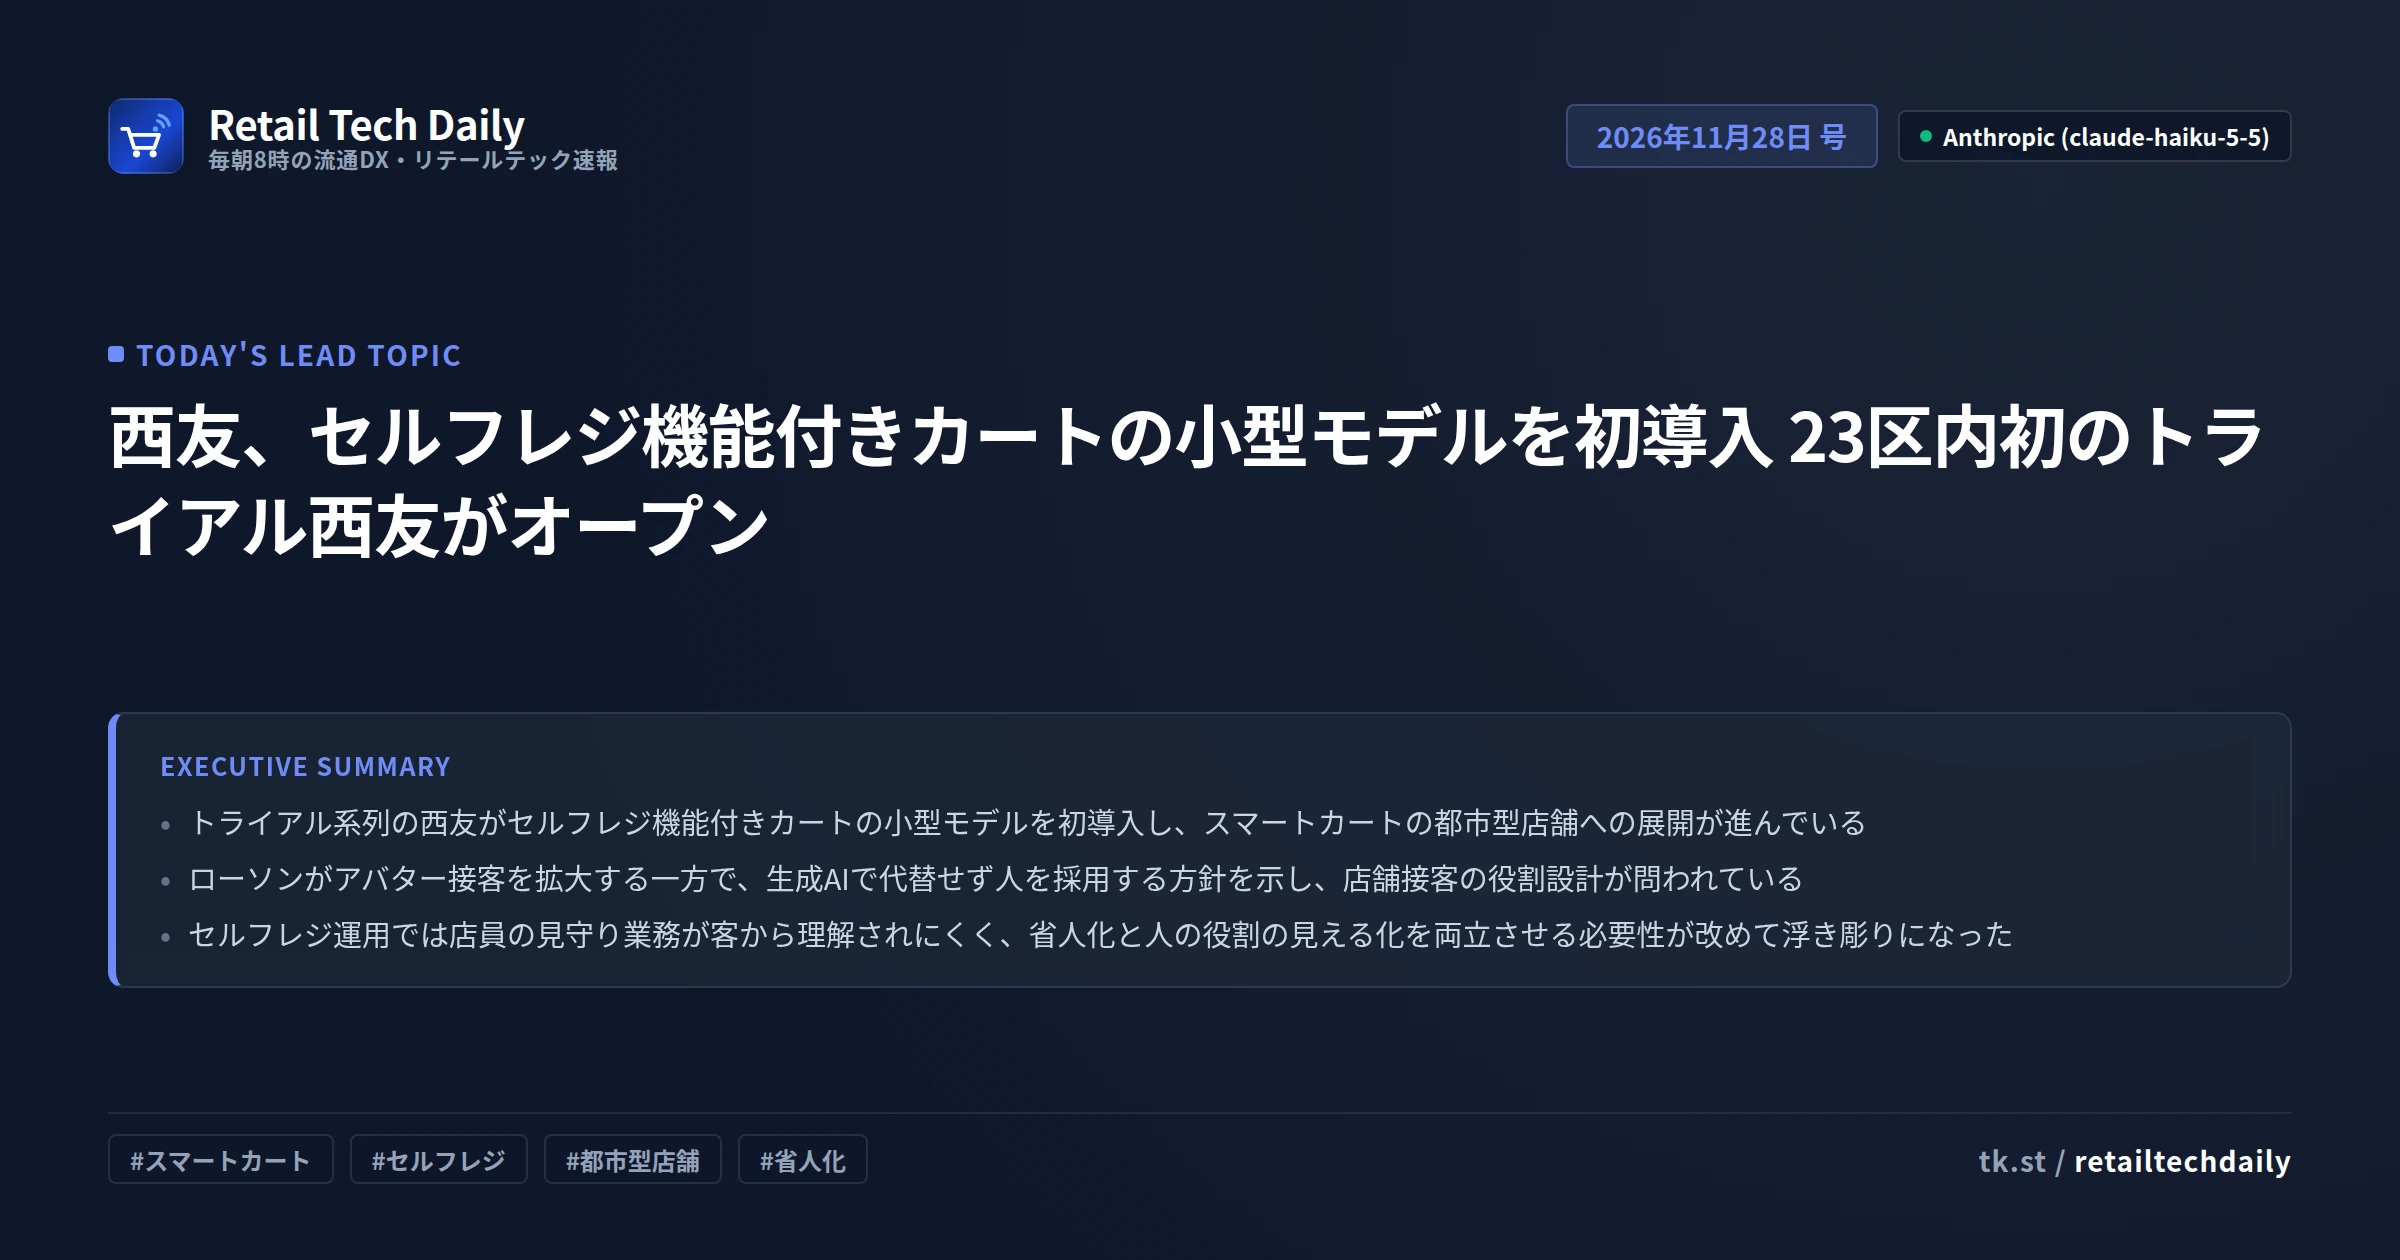 Retail Tech Daily
毎朝8時の流通DX・リテールテック速報
2026年11月28日 号
Anthropic (claude-haiku-5-5)
TODAY'S LEAD TOPIC
西友、セルフレジ機能付きカートの小型モデルを初導入 23区内初のトラ
イアル西友がオープン
EXECUTIVE SUMMARY
• トライアル系列の西友がセルフレジ機能付きカートの小型モデルを初導入し、スマートカートの都市型店舗への展開が進んでいる
• ローソンがアバター接客を拡大する一方で、生成AIで代替せず人を採用する方針を示し、店舗接客の役割設計が問われている
• セルフレジ運用では店員の見守り業務が客から理解されにくく、省人化と人の役割の見える化を両立させる必要性が改めて浮き彫りになった
#スマートカート
#セルフレジ
#都市型店舗
#省人化
tk.st / retailtechdaily